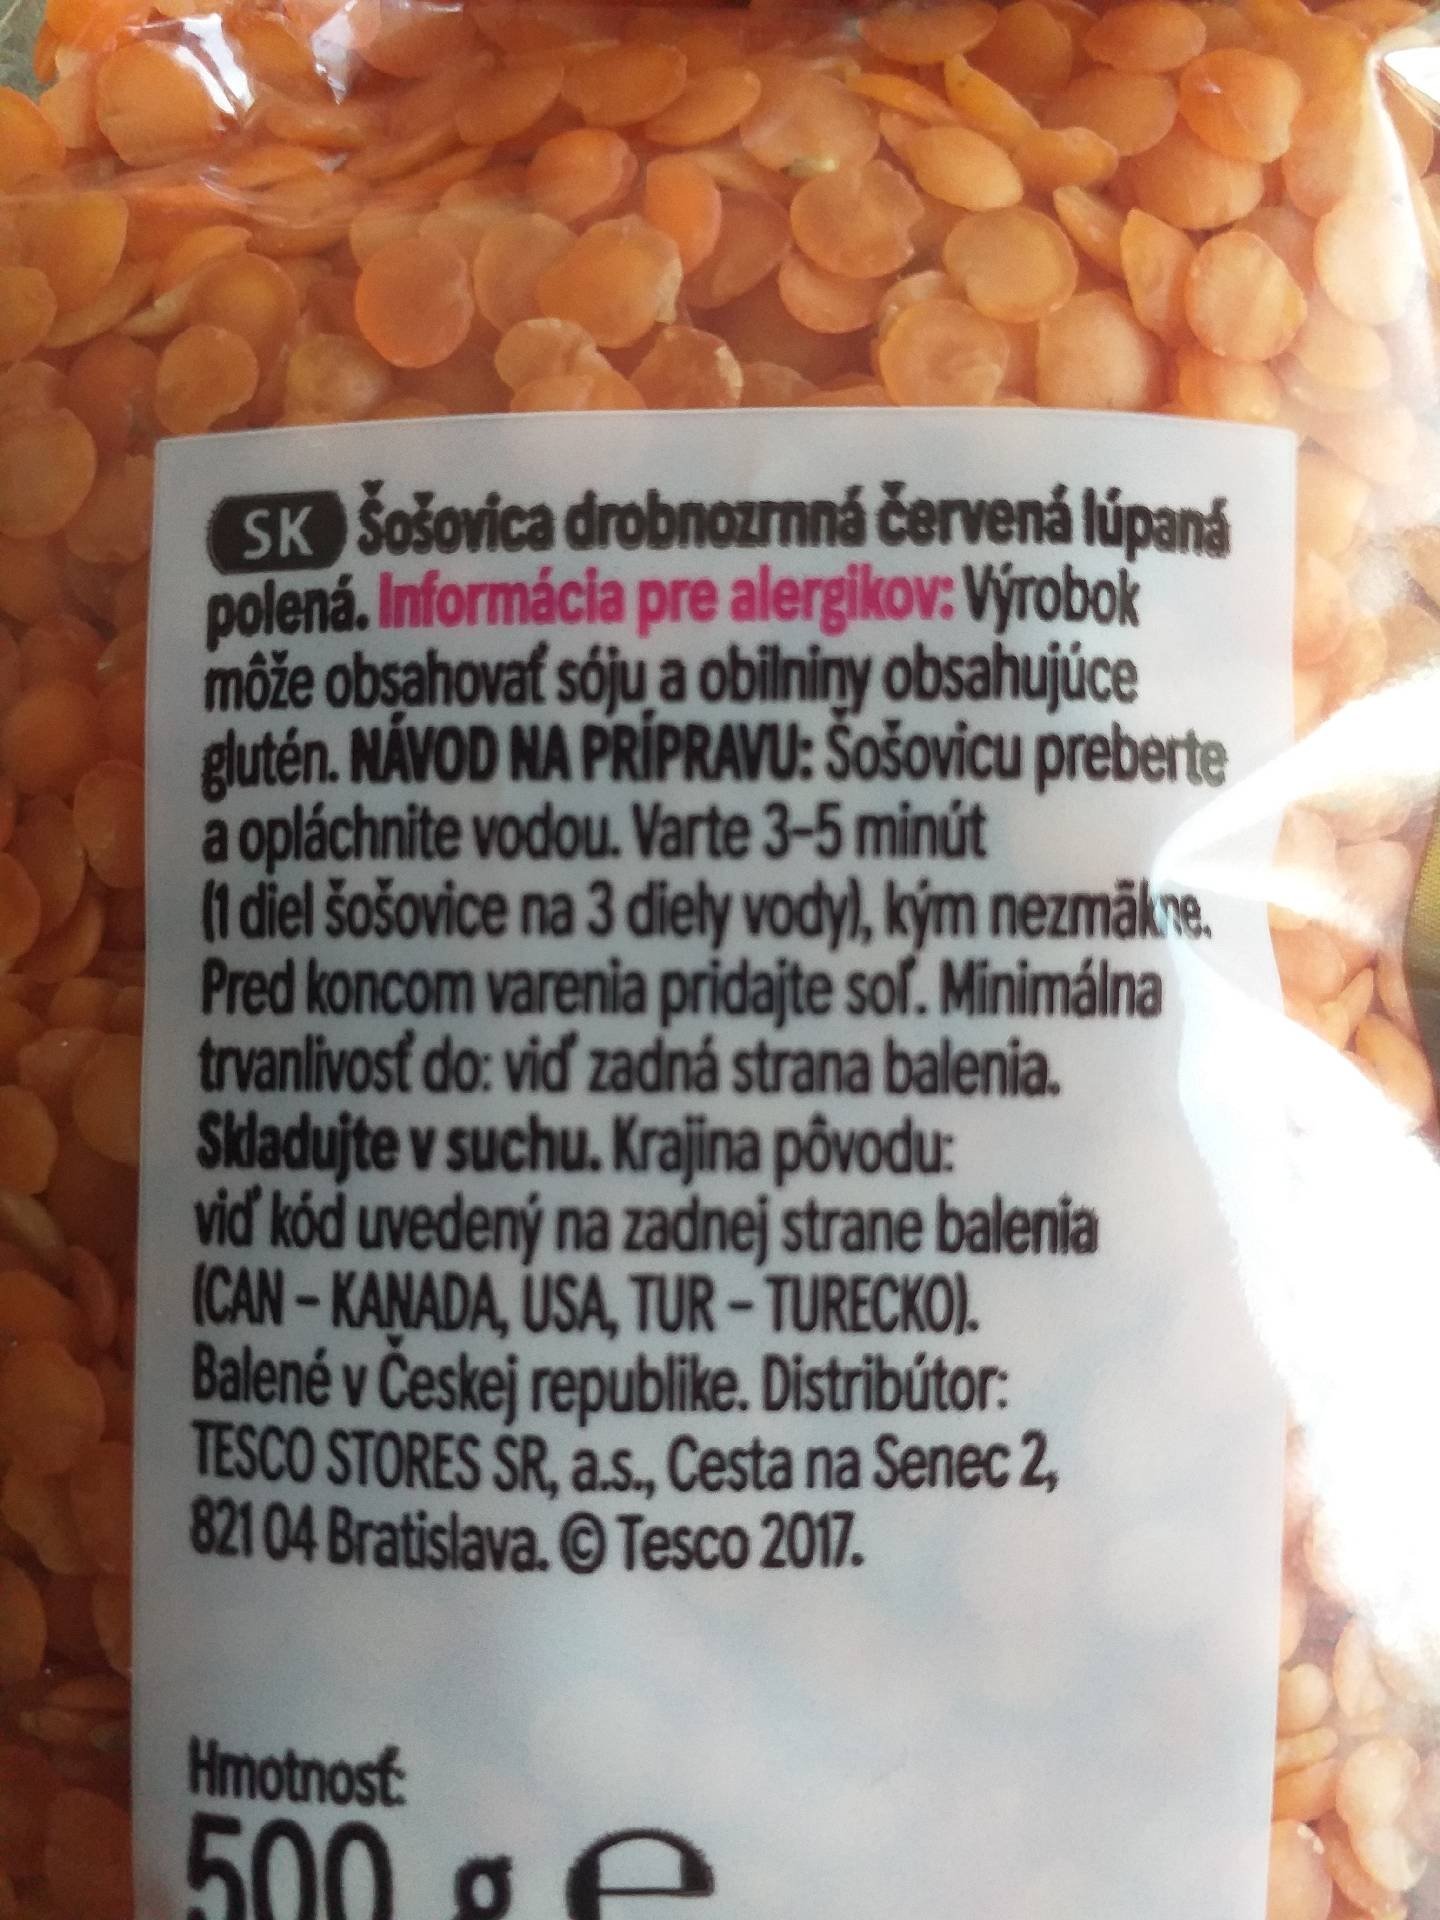 SK Šošovica drobnozrnná červená lúpaná
polená. Informácia pre alergikov: Výrobok
môže obsahovať sóju a obilniny obsahujúce
glutén. NÁVOD NA PRÍPRAVU: Šošovicu preberte
a opláchnite vodou. Varte 3–5 minút
(1 diel šošovice na 3 diely vody), kým nezmäkne.
Pred koncom varenia pridajte soľ. Minimálna
trvanlivosť do: viď zadná strana balenia.
Skladujte v suchu. Krajina pôvodu:
viď kód uvedený na zadnej strane balenia
(CAN – KANADA, USA, TUR – TURECKO).
Balené v Českej republike. Distribútor:
TESCO STORES SR, a.s., Cesta na Senec 2,
821 04 Bratislava. © Tesco 2017.
Hmotnosť:
500 g e